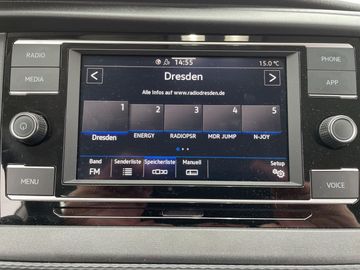 RADIO
MEDIA
MENU
PHONE
APP
VOICE
14:55
15.0°C
<
Dresden
>
Alle Infos auf www.radiodresden.de
1 2 3 4 5
Dresden ENERGY RADIOPSR MDR JUMP N-JOY
Band Senderliste Speicherliste Manuell Setup
FM